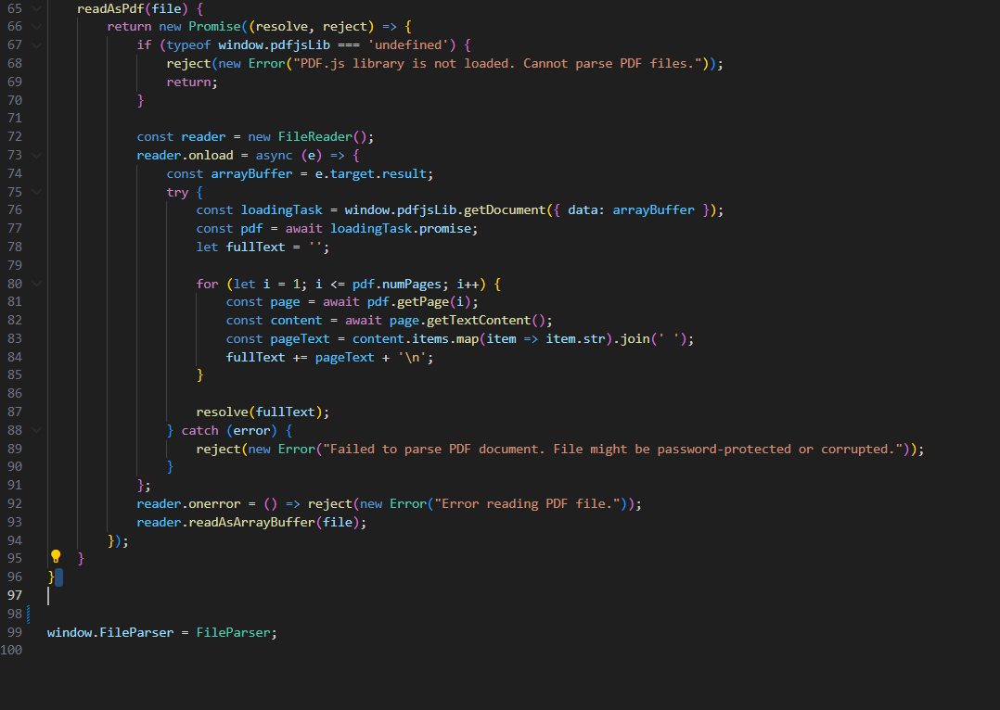 65 readAsPdf(file) {
66 return new Promise((resolve, reject) => {
67 if (typeof window.pdfjsLib === 'undefined') {
68 reject(new Error("PDF.js library is not loaded. Cannot parse PDF files."));
69 return;
70 }
71
72 const reader = new FileReader();
73 reader.onload = async (e) => {
74 const arrayBuffer = e.target.result;
75 try {
76 const loadingTask = window.pdfjsLib.getDocument({ data: arrayBuffer });
77 const pdf = await loadingTask.promise;
78 let fullText = '';
79
80 for (let i = 1; i <= pdf.numPages; i++) {
81 const page = await pdf.getPage(i);
82 const content = await page.getTextContent();
83 const pageText = content.items.map(item => item.str).join(' ');
84 fullText += pageText + '\n';
85 }
86
87 resolve(fullText);
88 } catch (error) {
89 reject(new Error("Failed to parse PDF document. File might be password-protected or corrupted."));
90 }
91 };
92 reader.onerror = () => reject(new Error("Error reading PDF file."));
93 reader.readAsArrayBuffer(file);
94 });
95 }
96 }
97
98
99 window.FileParser = FileParser;
100